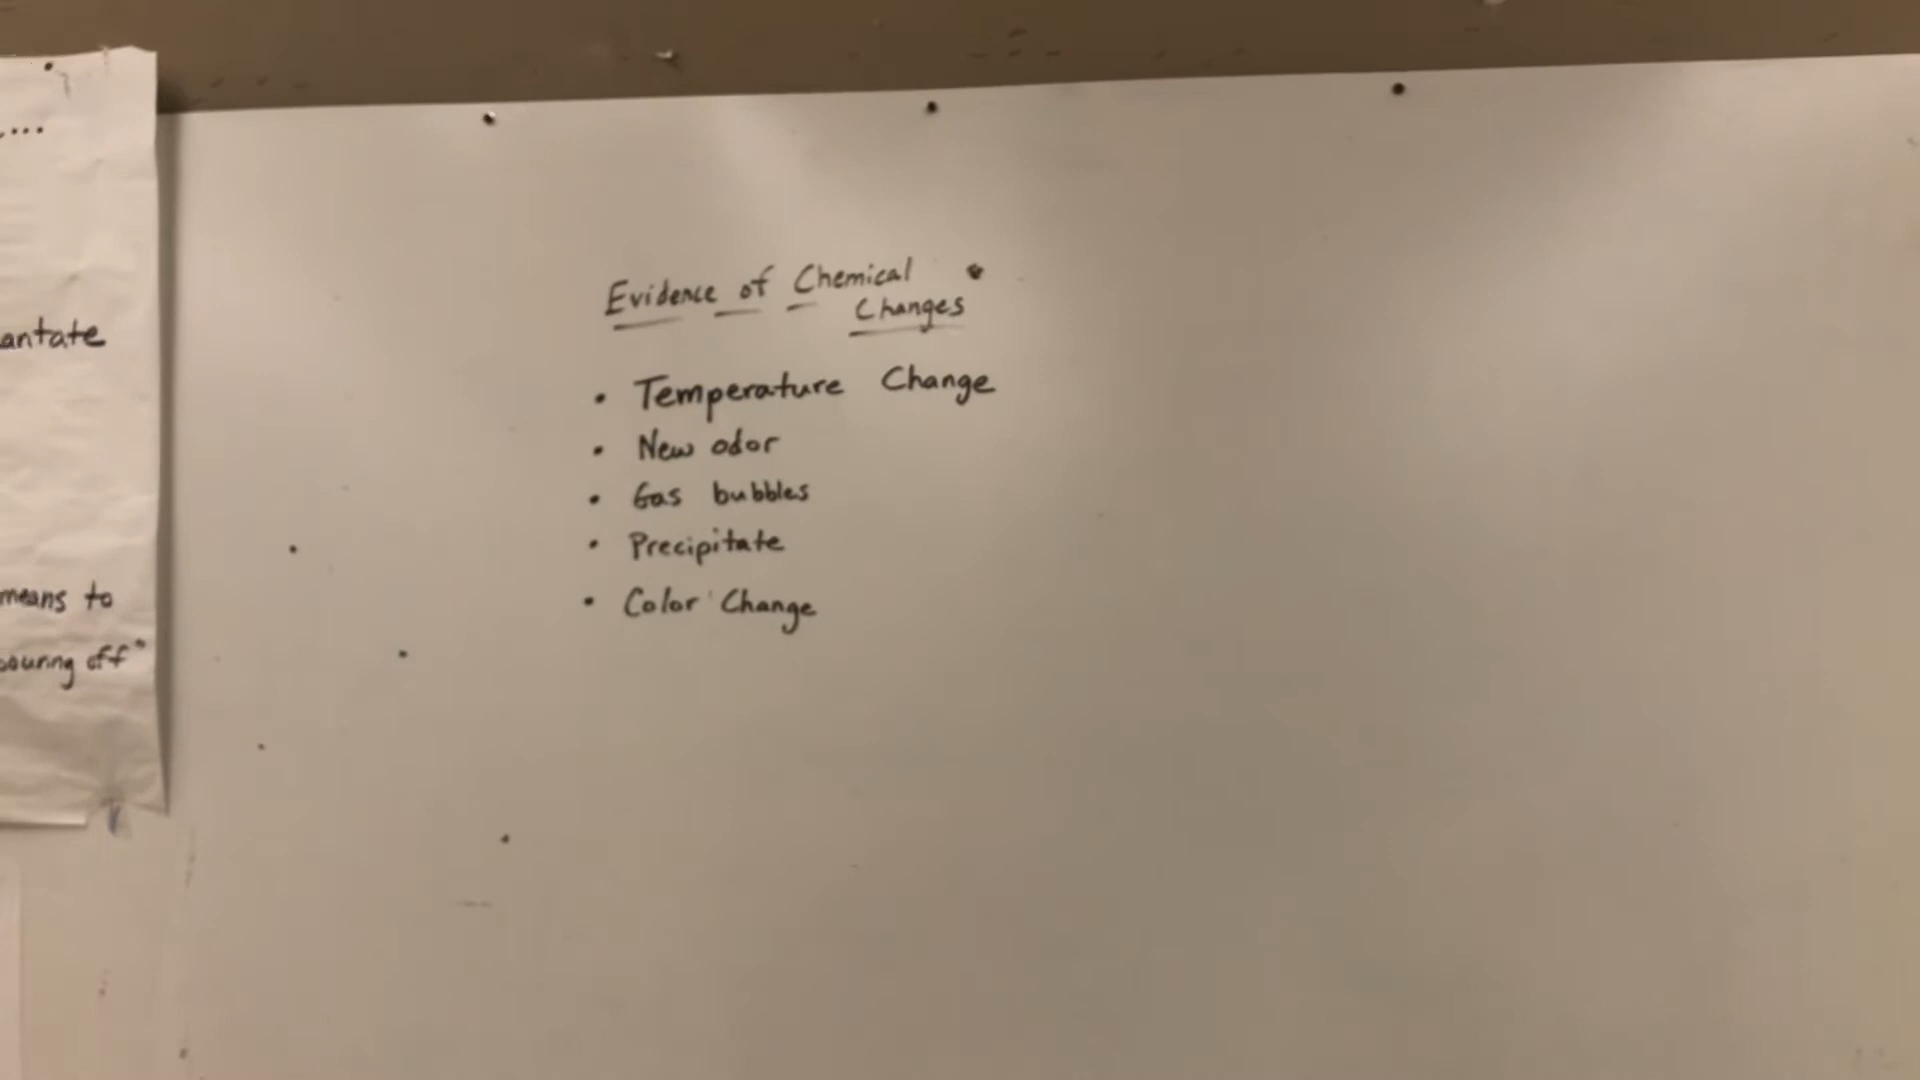 ....
antate
means to
pouring off"
Evidence of Chemical
Changes
• Temperature Change
• New odor
• Gas bubbles
• Precipitate
• Color Change